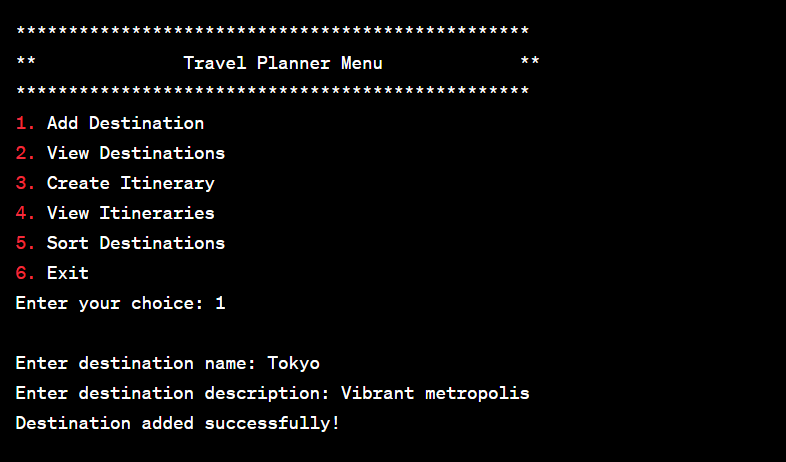 *************************************************
**              Travel Planner Menu             **
*************************************************
1. Add Destination
2. View Destinations
3. Create Itinerary
4. View Itineraries
5. Sort Destinations
6. Exit
Enter your choice: 1
Enter destination name: Tokyo
Enter destination description: Vibrant metropolis
Destination added successfully!